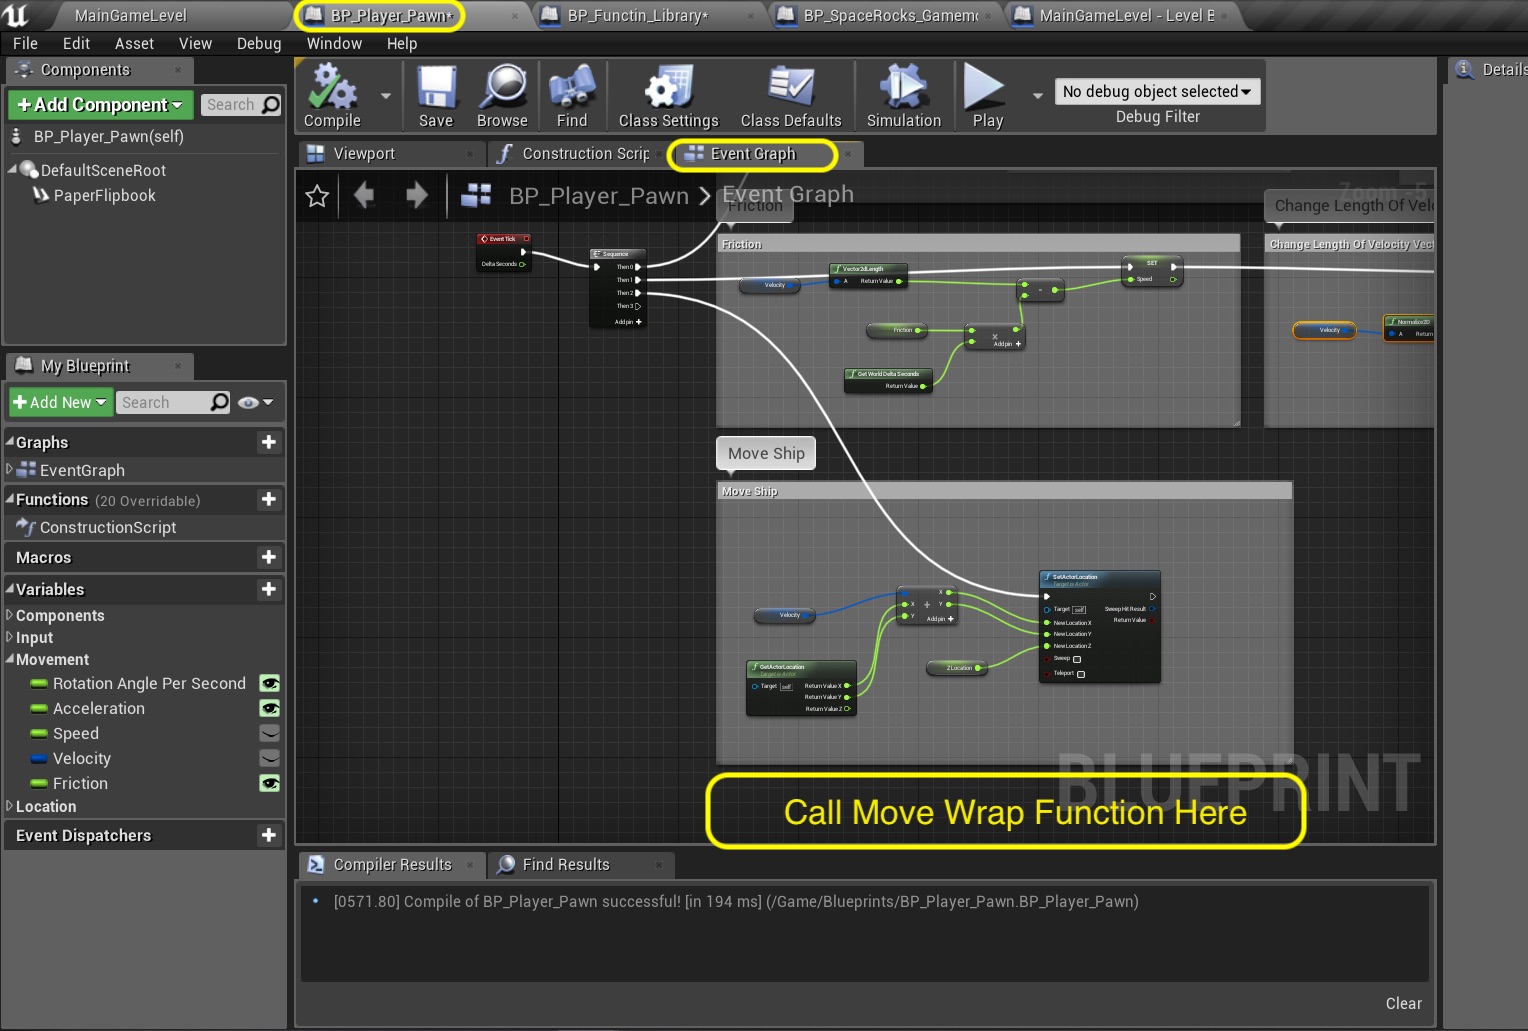 MainGameLevel
BP_Player_Pawn*
BP_Functin_Library*
BP_SpaceRocks_Gamemo
MainGameLevel - Level B
File Edit Asset View Debug Window Help
Components
+Add Component
Search
BP_Player_Pawn(self)
DefaultSceneRoot
PaperFlipbook
Compile
Save
Browse
Find
Class Settings
Class Defaults
Simulation
Play
No debug object selected
Debug Filter
Details
Viewport
Construction Scrip
Event Graph
BP_Player_Pawn > Event Graph
Zoom -5
Friction
Change Length Of Velo
Friction
Change Length Of Velocity Vect
Event Tick
Delta Seconds
Sequence
Then 0
Then 1
Then 2
Then 3
Add pin +
Velocity
Vector2dLength
A Return Value
SET
Speed
-
Friction
x
Add pin +
Get World Delta Seconds
Return Value
Velocity
Normalize2D
A Return
Move Ship
Move Ship
Velocity
X
X + Y
Y
Add pin +
GetActorLocation
Target is Actor
Target self
Return Value X
Return Value Y
Return Value Z
Z Location
SetActorLocation
Target is Actor
Target self
Sweep Hit Result
New Location X
Return Value
New Location Y
New Location Z
Sweep
Teleport
BLUEPRINT
Call Move Wrap Function Here
My Blueprint
+Add New
Search
Graphs
EventGraph
Functions (20 Overridable)
ConstructionScript
Macros
Variables
Components
Input
Movement
Rotation Angle Per Second
Acceleration
Speed
Velocity
Friction
Location
Event Dispatchers
Compiler Results
Find Results
[0571.80] Compile of BP_Player_Pawn successful! [in 194 ms] (/Game/Blueprints/BP_Player_Pawn.BP_Player_Pawn)
Clear